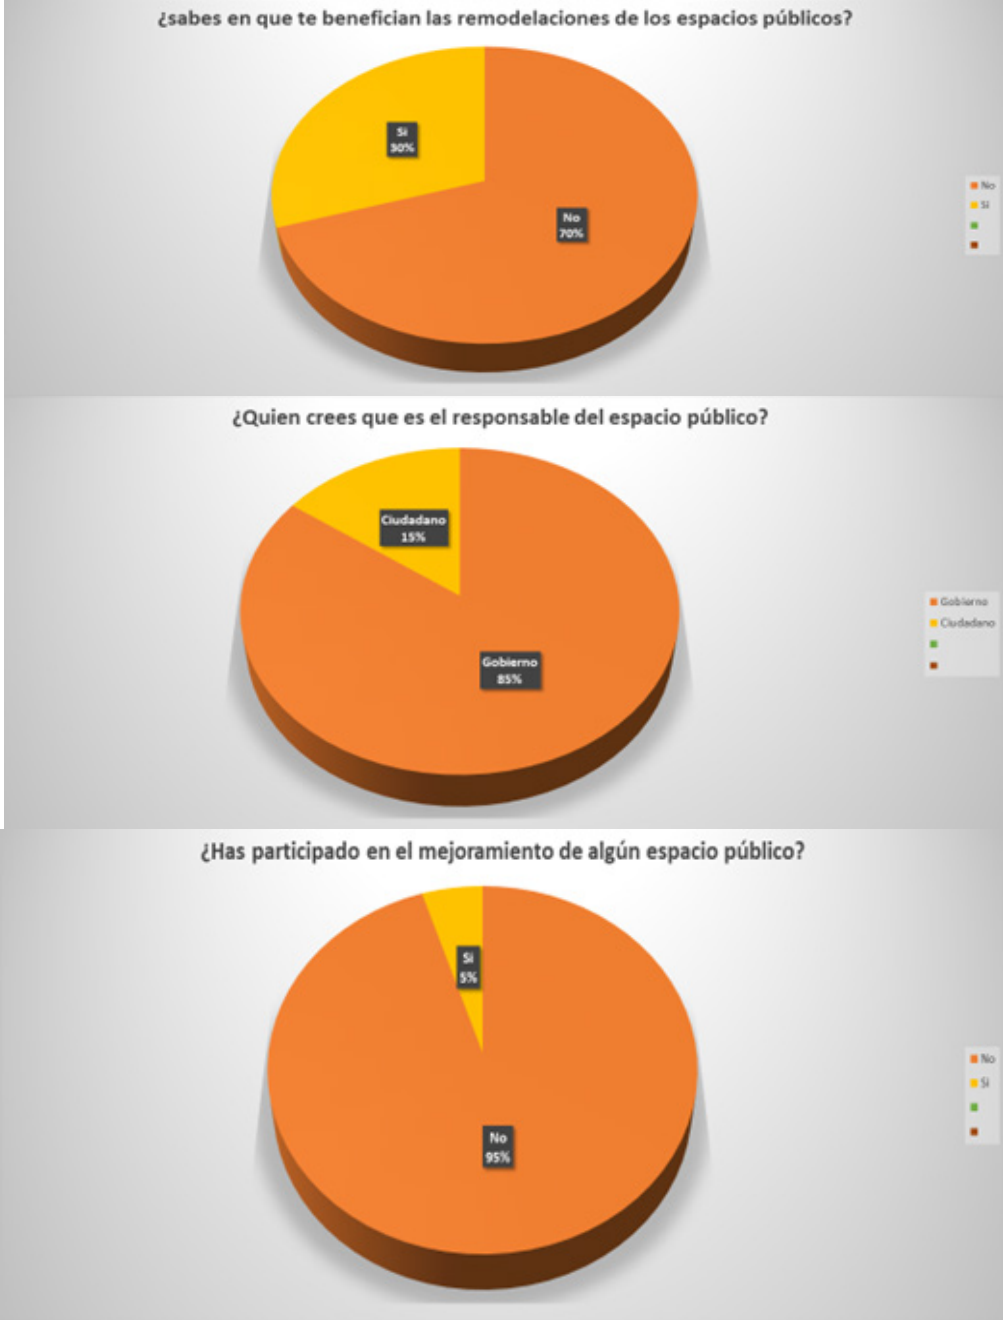 ¿sabes en que te benefician las remodelaciones de los espacios públicos?
Si
30%
No
70%
No
Si
¿Quien crees que es el responsable del espacio público?
Ciudadano
15%
Gobierno
85%
Gobierno
Ciudadano
¿Has participado en el mejoramiento de algún espacio público?
Si
5%
No
95%
No
Si